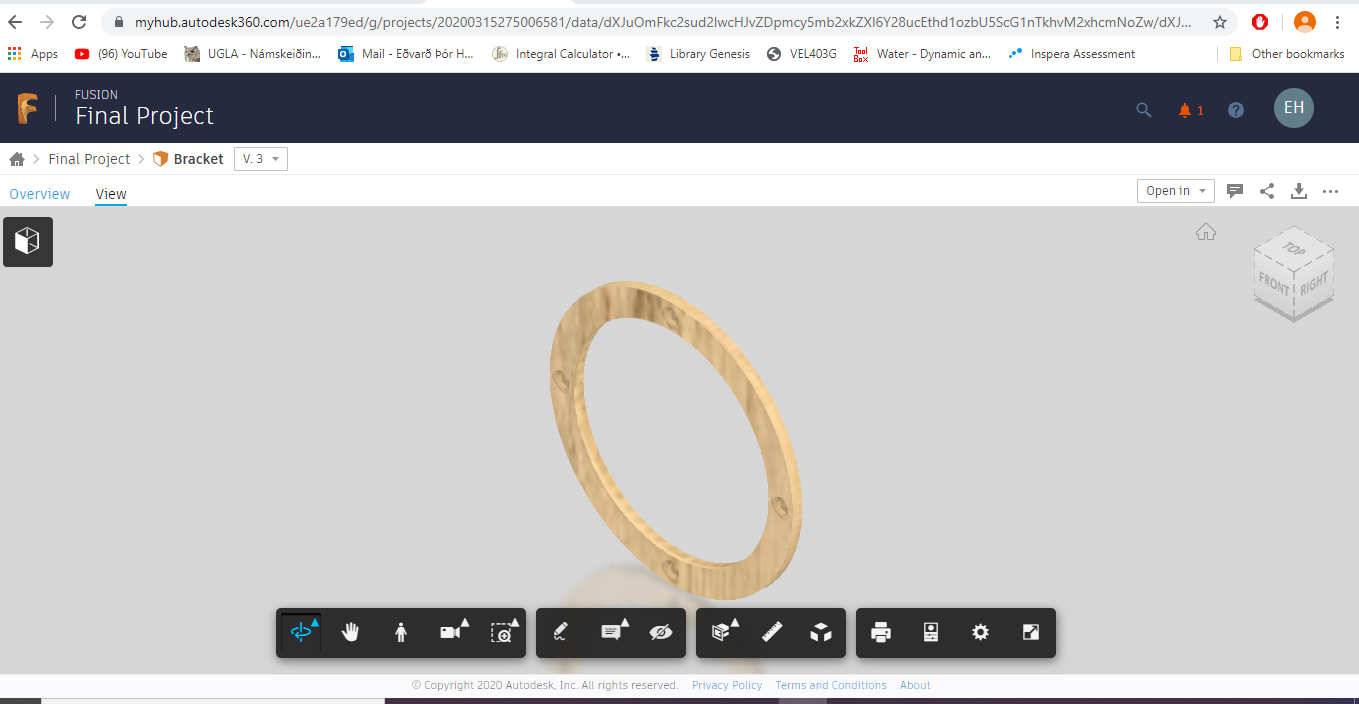 myhub.autodesk360.com/ue2a179ed/g/projects/20200315275006581/data/dXJuOmFkc2sud2lwcHJvZDpmcy5mb2xkZXI6Y28ucEthd1ozbU5ScG1nTkhvM2xhcmNoZw/dXJ...
Apps (96) YouTube UGLA - Námskeiðin... Mail - Eðvarð Þór H... Integral Calculator •... Library Genesis VEL403G Tool Box Water - Dynamic an... Inspera Assessment Other bookmarks
FUSION
Final Project
1
EH
Final Project Bracket V. 3
Overview View Open in
TOP
FRONT RIGHT
© Copyright 2020 Autodesk, Inc. All rights reserved. Privacy Policy Terms and Conditions About